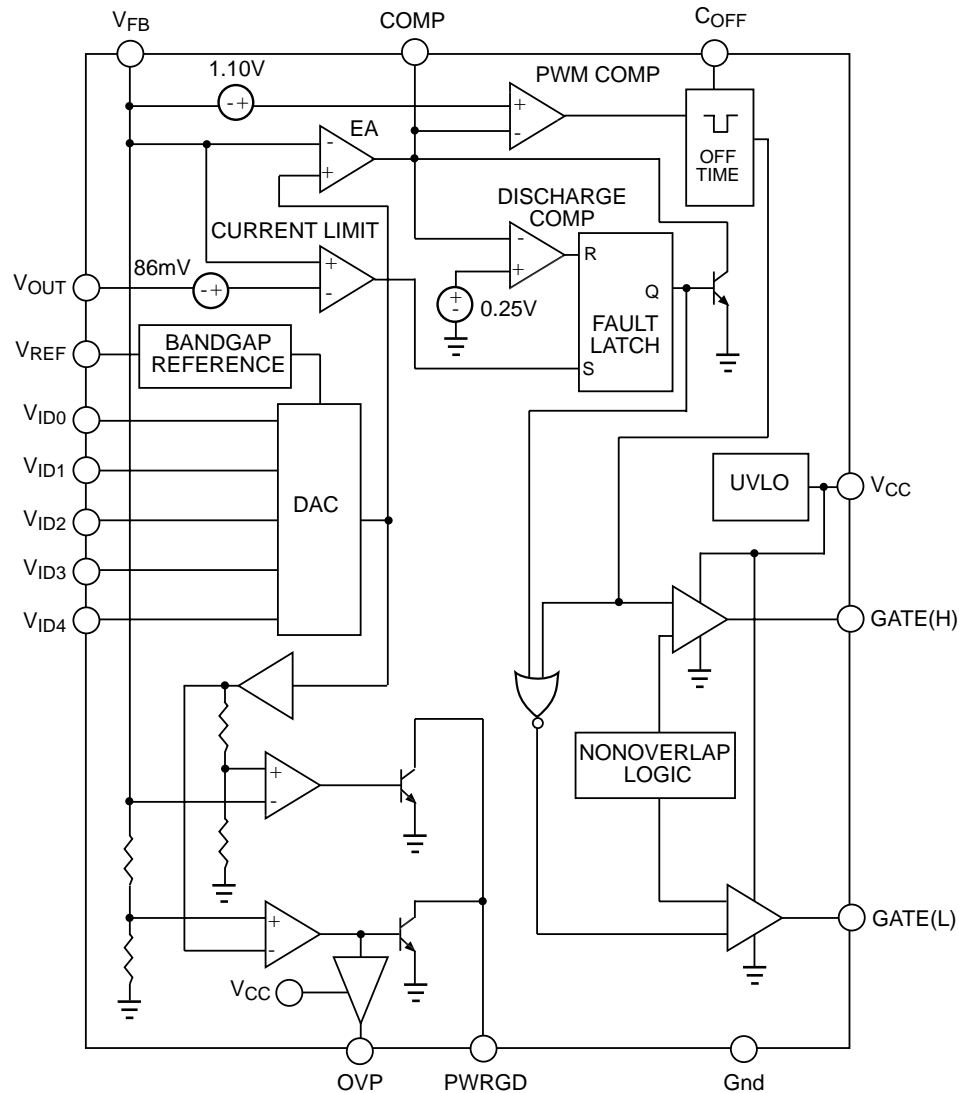 VFB
COMP
COFF
1.10V
- +
PWM COMP
+
-
EA
-
+
OFF
TIME
DISCHARGE
COMP
CURRENT LIMIT
-
+
+
-
86mV
VOUT
- +
+
-
0.25V
R
Q
FAULT
LATCH
S
VREF
BANDGAP
REFERENCE
VID0
VID1
VID2
VID3
VID4
DAC
UVLO
VCC
GATE(H)
NONOVERLAP
LOGIC
+
-
+
-
GATE(L)
VCC
OVP
PWRGD
Gnd